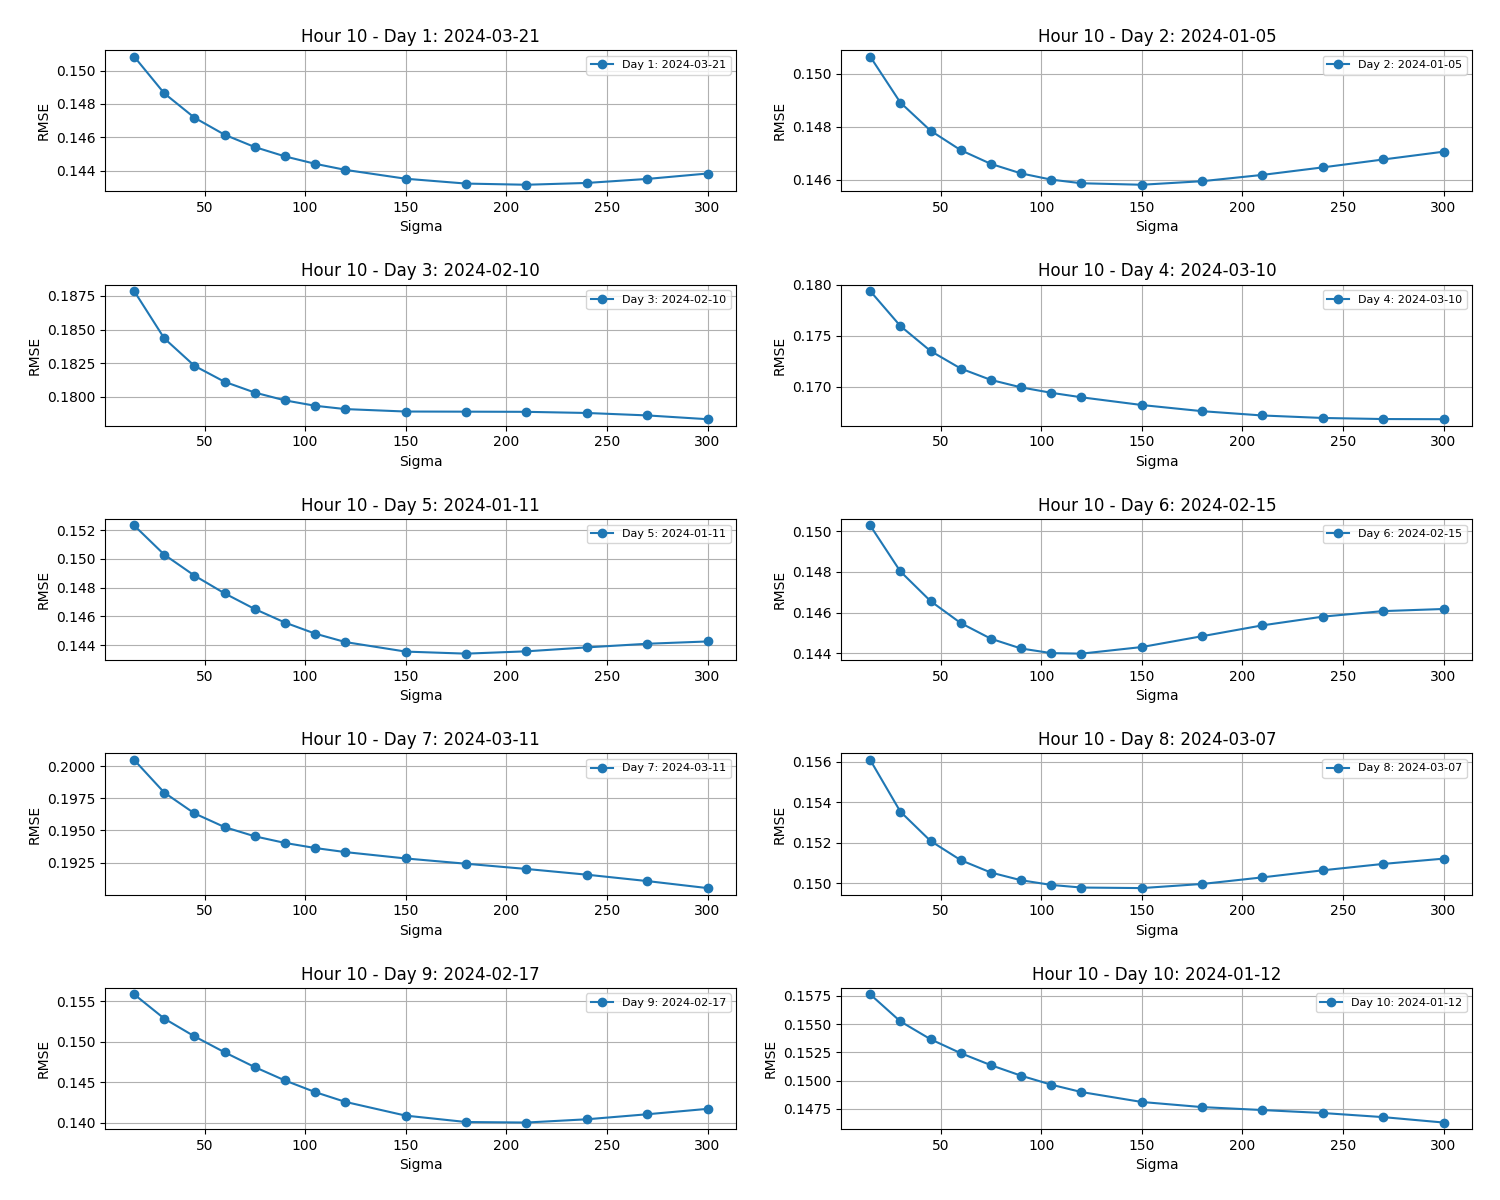 Hour 10 - Day 1: 2024-03-21
Day 1: 2024-03-21
RMSE
0.150
0.148
0.146
0.144
50 100 150 200 250 300
Sigma
Hour 10 - Day 2: 2024-01-05
Day 2: 2024-01-05
RMSE
0.150
0.148
0.146
50 100 150 200 250 300
Sigma
Hour 10 - Day 3: 2024-02-10
Day 3: 2024-02-10
RMSE
0.1875
0.1850
0.1825
0.1800
50 100 150 200 250 300
Sigma
Hour 10 - Day 4: 2024-03-10
Day 4: 2024-03-10
RMSE
0.180
0.175
0.170
50 100 150 200 250 300
Sigma
Hour 10 - Day 5: 2024-01-11
Day 5: 2024-01-11
RMSE
0.152
0.150
0.148
0.146
0.144
50 100 150 200 250 300
Sigma
Hour 10 - Day 6: 2024-02-15
Day 6: 2024-02-15
RMSE
0.150
0.148
0.146
0.144
50 100 150 200 250 300
Sigma
Hour 10 - Day 7: 2024-03-11
Day 7: 2024-03-11
RMSE
0.2000
0.1975
0.1950
0.1925
50 100 150 200 250 300
Sigma
Hour 10 - Day 8: 2024-03-07
Day 8: 2024-03-07
RMSE
0.156
0.154
0.152
0.150
50 100 150 200 250 300
Sigma
Hour 10 - Day 9: 2024-02-17
Day 9: 2024-02-17
RMSE
0.155
0.150
0.145
0.140
50 100 150 200 250 300
Sigma
Hour 10 - Day 10: 2024-01-12
Day 10: 2024-01-12
RMSE
0.1575
0.1550
0.1525
0.1500
0.1475
50 100 150 200 250 300
Sigma